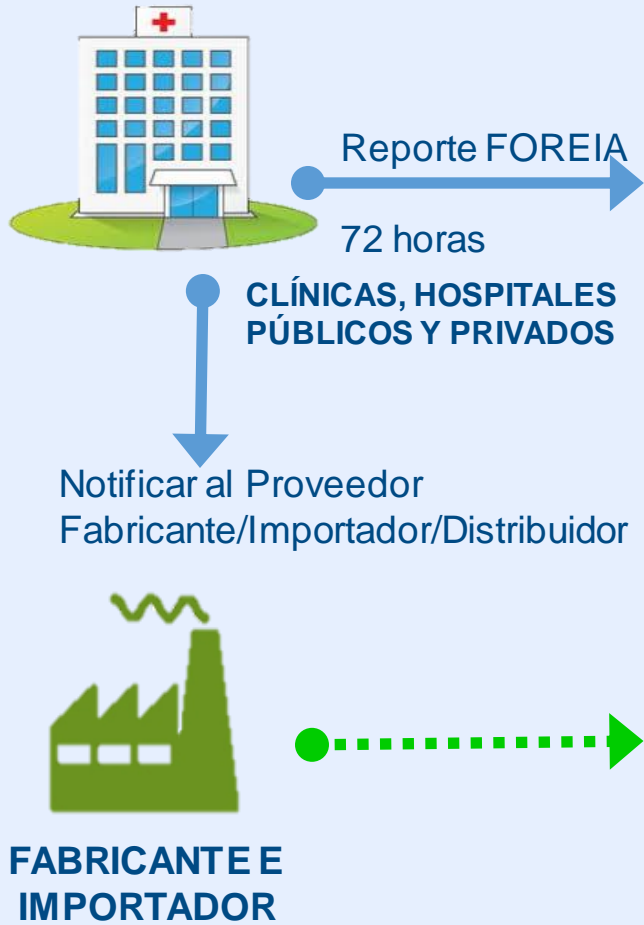 Reporte FOREIA
72 horas
CLÍNICAS, HOSPITALES
PÚBLICOS Y PRIVADOS
Notificar al Proveedor
Fabricante/Importador/Distribuidor
FABRICANTE E
IMPORTADOR